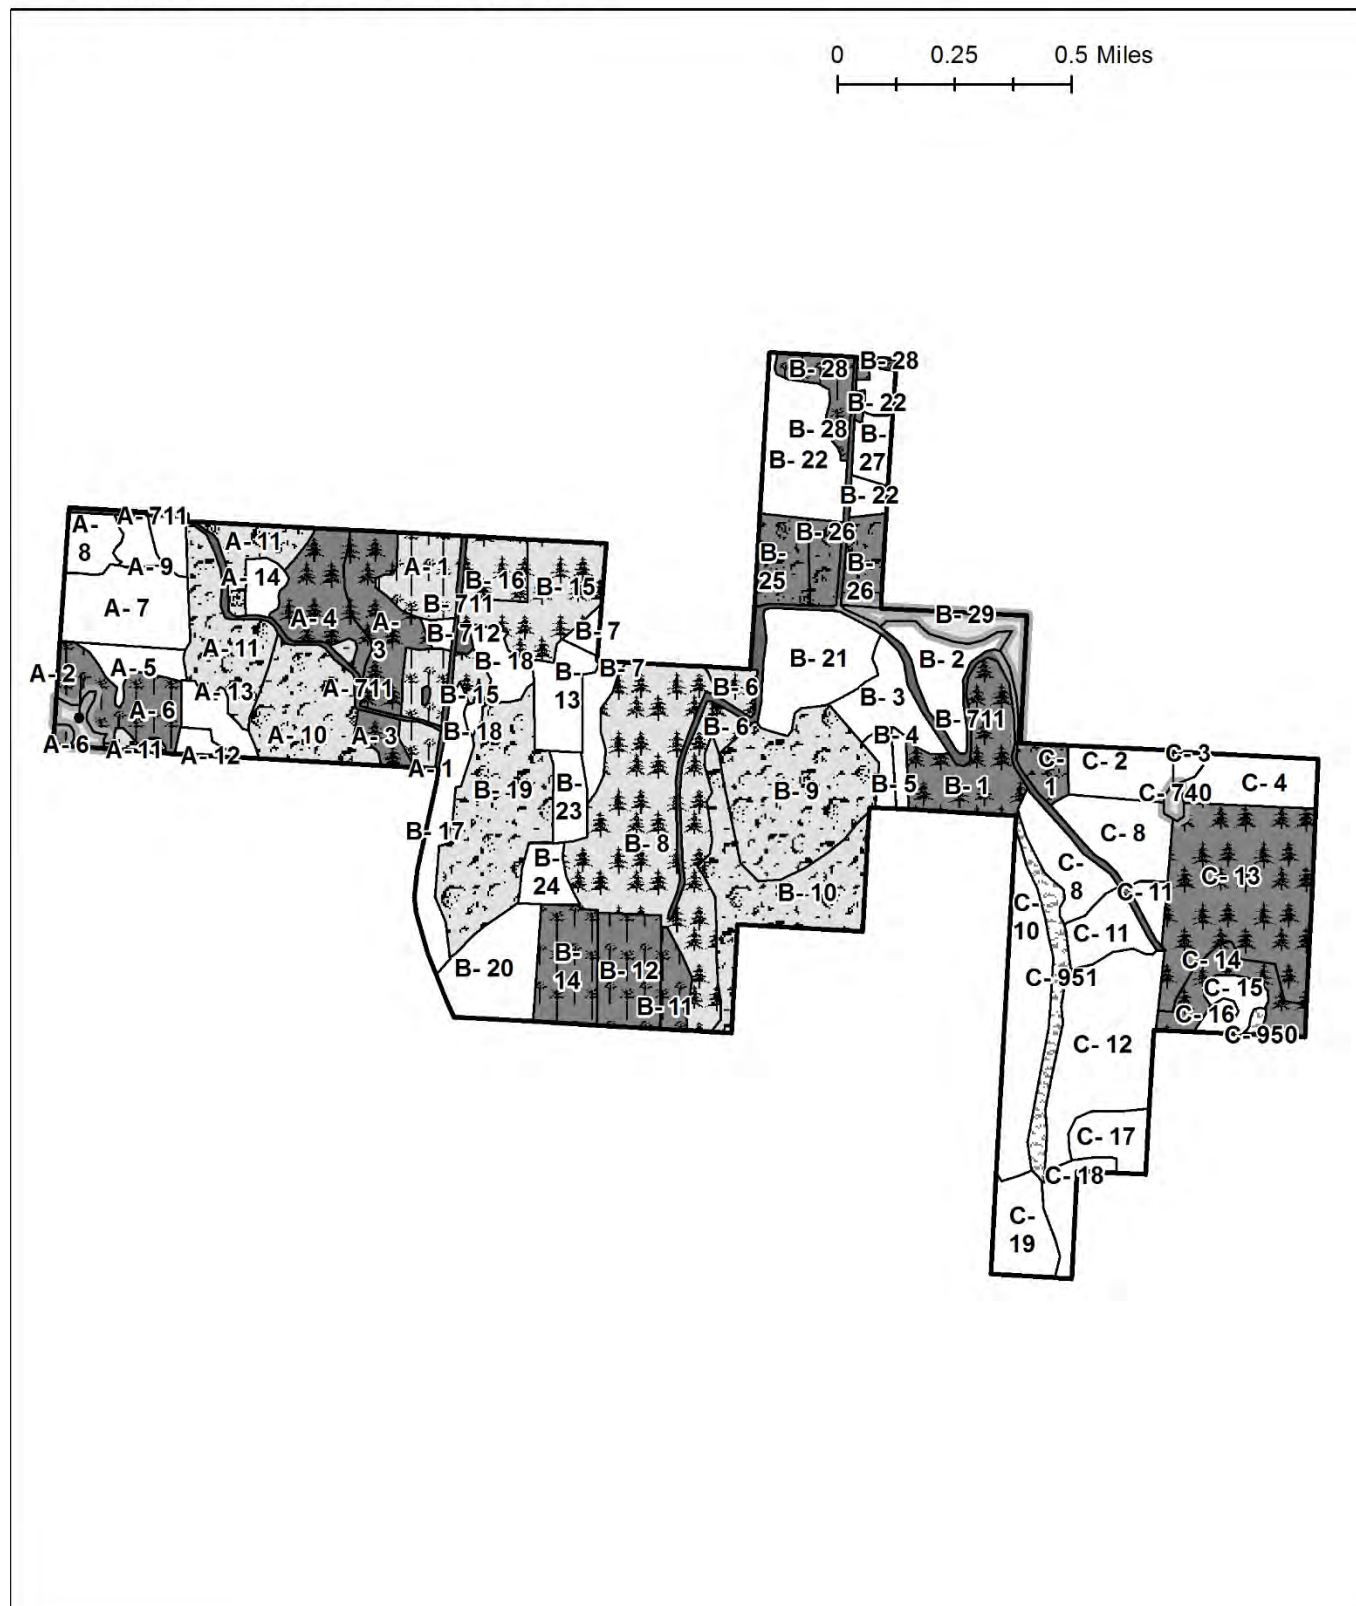 0 0.25 0.5 Miles
B- 28
B- 28
B- 22
B- 28
B-
27
B- 22
B- 22
A-
8
A- 711
A- 9
A- 11
A- 14
A- 7
A- 4
A-
3
A- 1
B- 16
B- 15
B- 711
B- 712
B- 7
B- 26
B-
25
B-
26
B- 29
A- 2
A- 5
A- 11
A- 13
A- 6
A- 6
A- 11
A- 12
A- 10
A- 711
A- 3
A- 1
B- 18
B- 15
B- 18
B-
13
B- 7
B- 6
B- 6
B- 21
B- 2
B- 3
B- 711
B- 4
B- 5
B- 1
B- 19
B-
23
B- 9
B- 17
B- 8
B-
24
B- 10
B- 20
B-
14
B- 12
B- 11
C-
1
C- 2
C- 3
C- 740
C- 4
C- 8
C-
8
C- 11
C- 13
C-
10
C- 11
C- 951
C- 14
C- 15
C- 16
C- 950
C- 12
C- 17
C- 18
C-
19